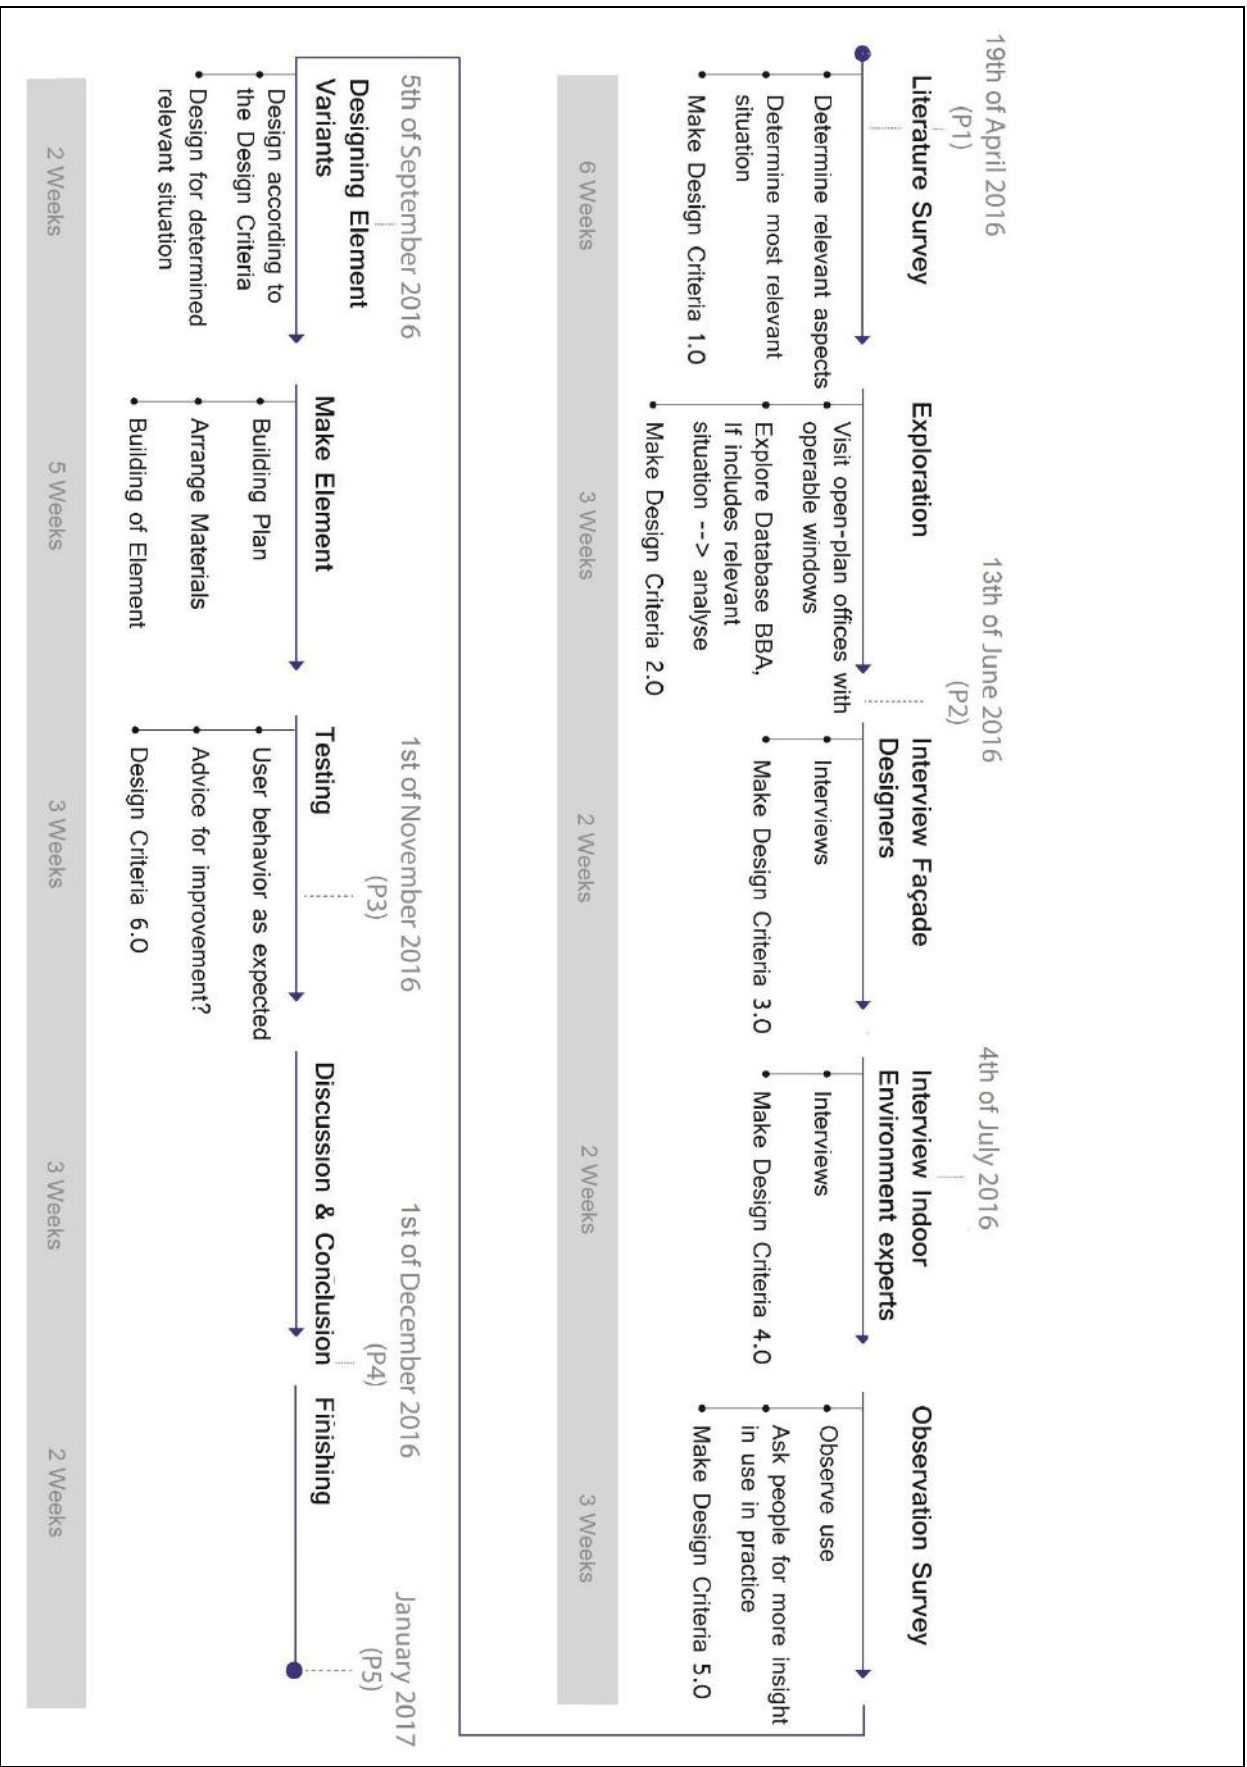 19th of April 2016
(P1)
13th of June 2016
(P2)
4th of July 2016
Literature Survey
Determine relevant aspects
Determine most relevant
situation
Make Design Criteria 1.0
Exploration
Visit open-plan offices with
operable windows
Explore Database BBA,
If includes relevant
situation --> analyse
Make Design Criteria 2.0
Interview Façade
Designers
Interviews
Make Design Criteria 3.0
Interview Indoor
Environment experts
Interviews
Make Design Criteria 4.0
Observation Survey
Observe use
Ask people for more insight
in use in practice
Make Design Criteria 5.0
6 Weeks
3 Weeks
2 Weeks
2 Weeks
3 Weeks
5th of September 2016
1st of November 2016
(P3)
1st of December 2016
(P4)
January 2017
(P5)
Designing Element
Variants
Design according to
the Design Criteria
Design for determined
relevant situation
Make Element
Building Plan
Arrange Materials
Building of Element
Testing
User behavior as expected
Advice for improvement?
Design Criteria 6.0
Discussion & Conclusion
Finishing
2 Weeks
5 Weeks
3 Weeks
3 Weeks
2 Weeks